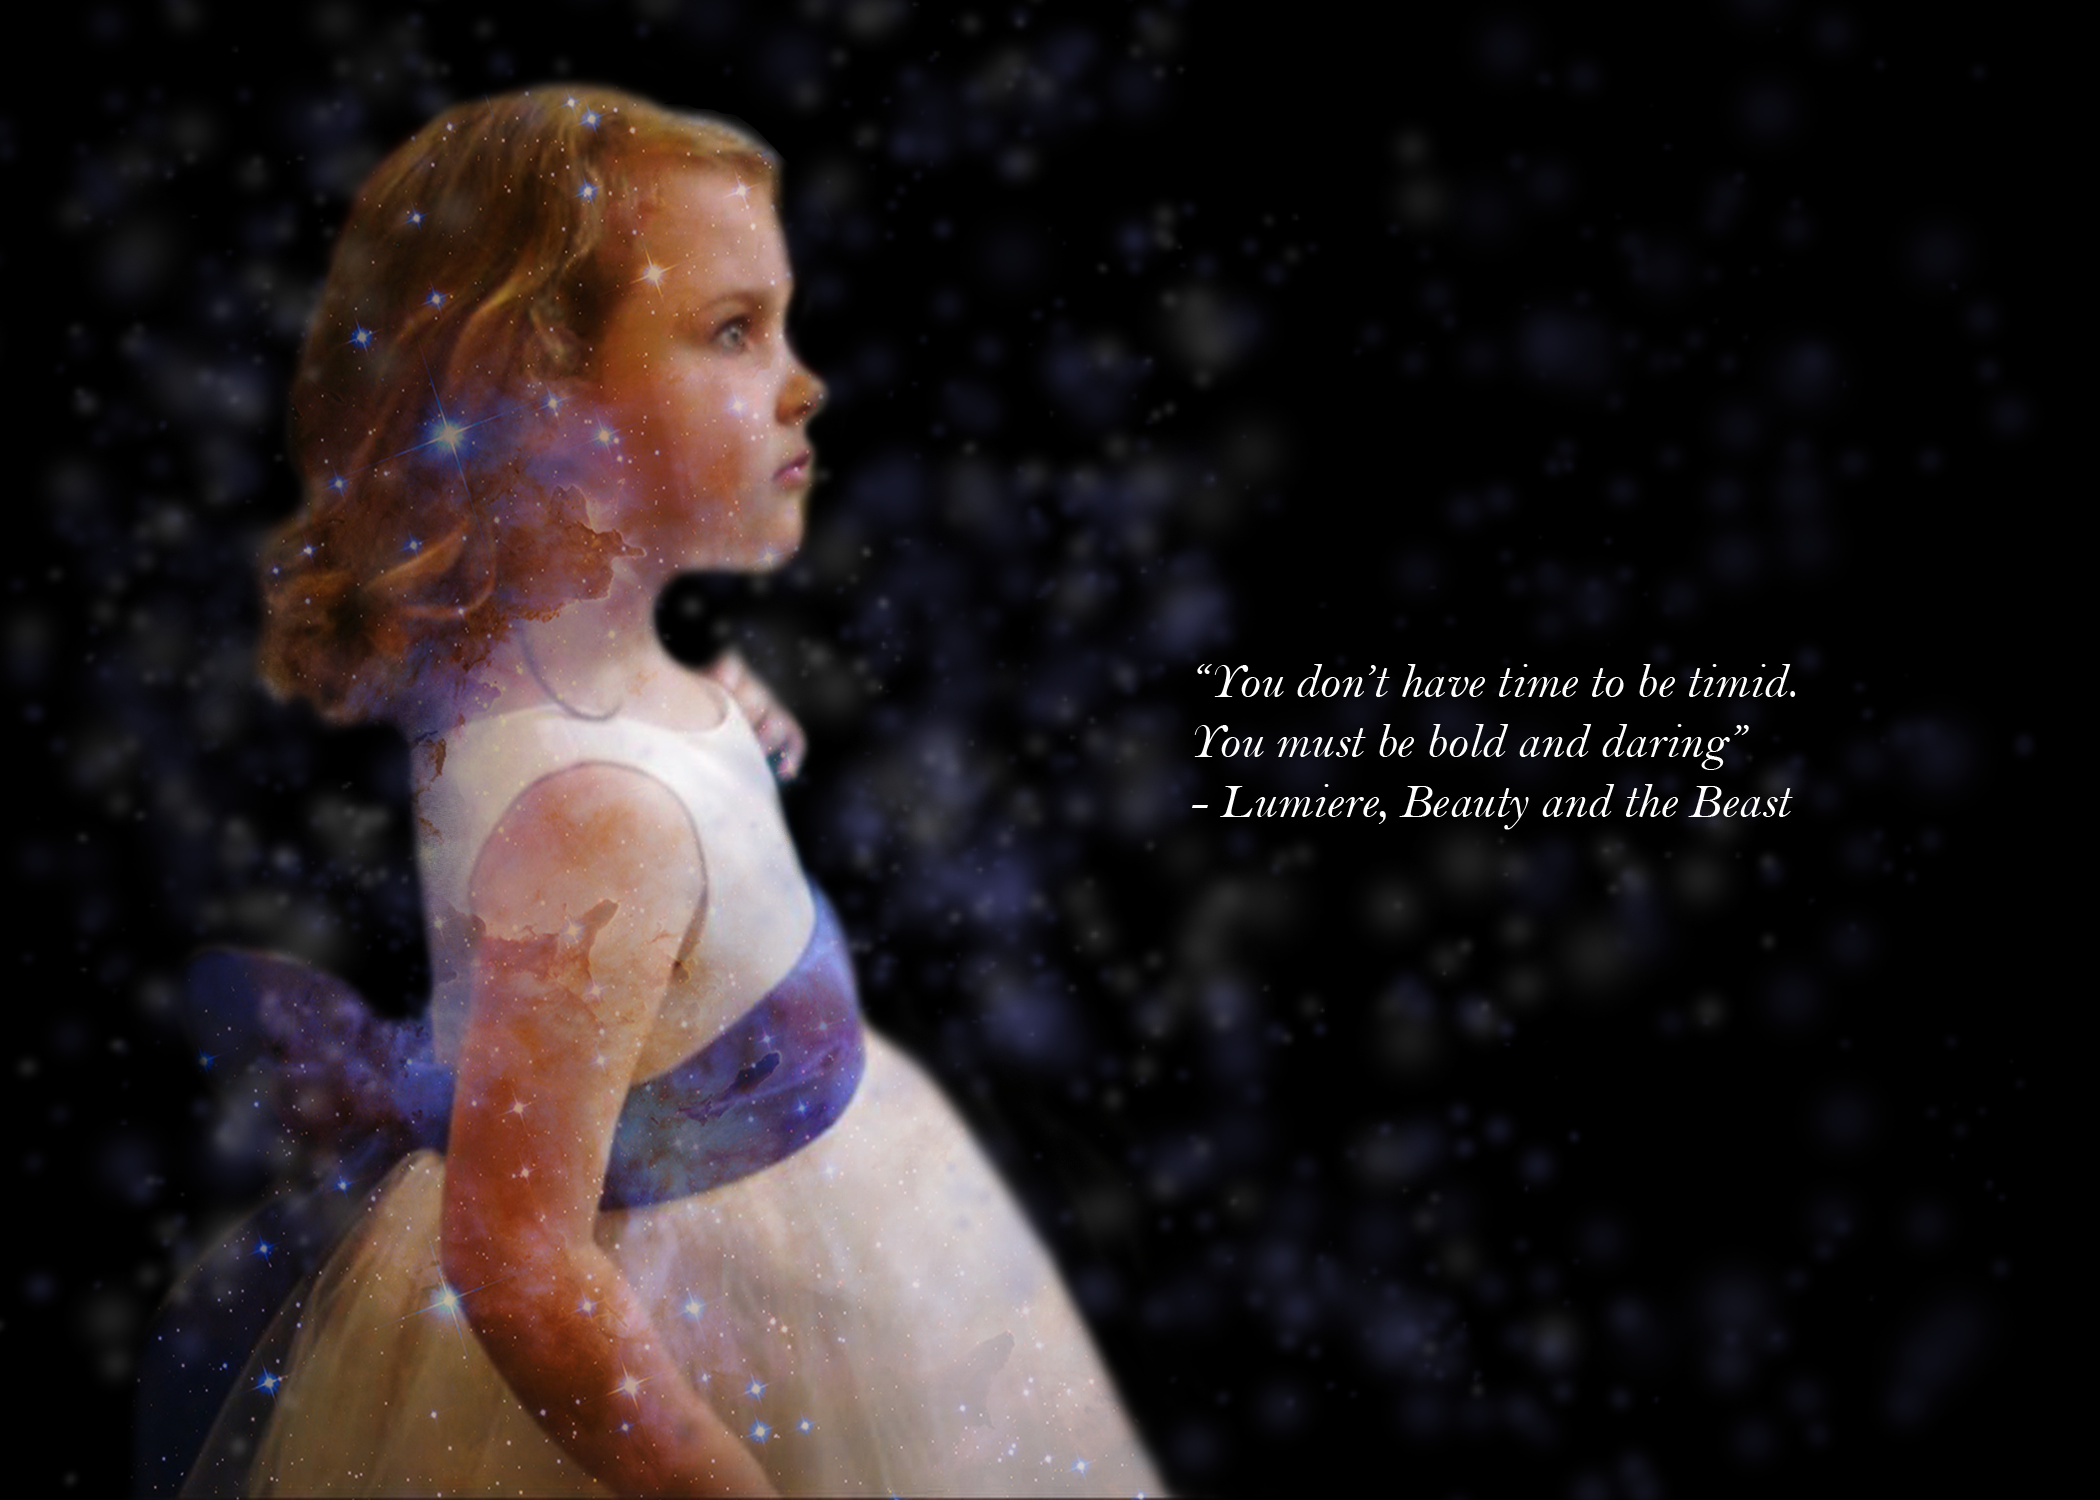 “You don’t have time to be timid.
You must be bold and daring”
- Lumiere, Beauty and the Beast